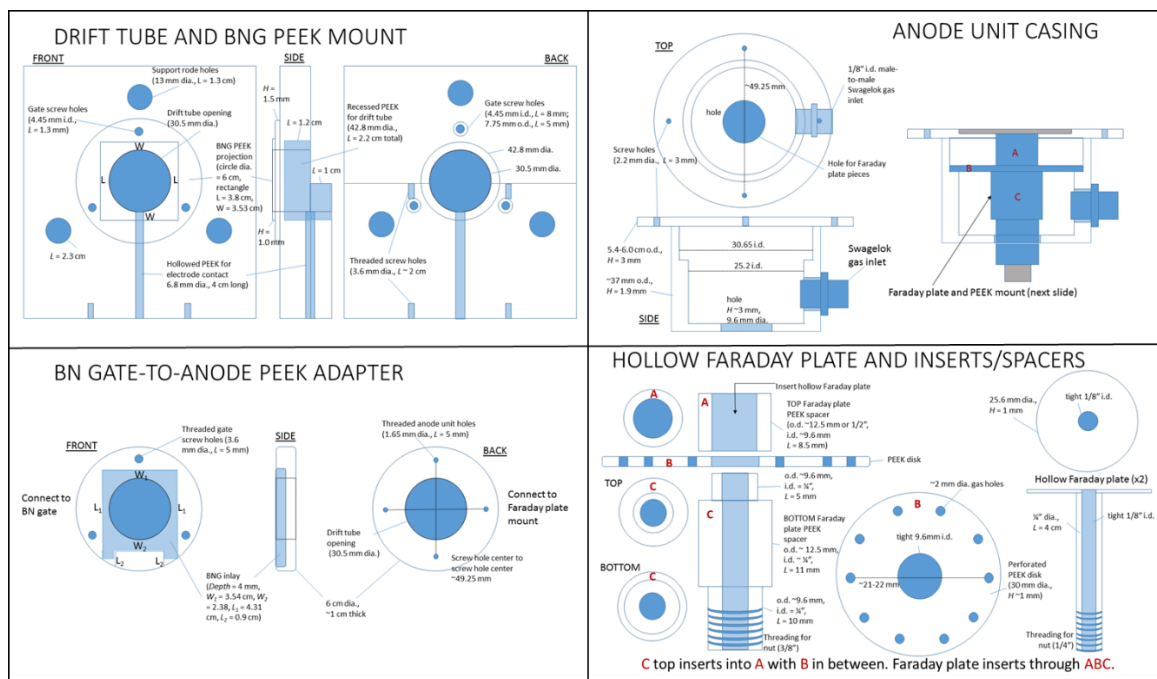 DRIFT TUBE AND BNG PEEK MOUNT
FRONT
SIDE
BACK
Support rode holes
(13 mm dia., L = 1.3 cm)
Gate screw holes
(4.45 mm i.d.,
L = 1.3 mm)
Drift tube opening
(30.5 mm dia.)
W
L
L
W
BNG PEEK
projection
(circle dia.
= 6 cm,
rectangle
L = 3.8 cm,
W = 3.53 cm)
L = 2.3 cm
Hollowed PEEK for
electrode contact
6.8 mm dia., 4 cm long)
H =
1.5 mm
L = 1.2 cm
L = 1 cm
H =
1.0 mm
Recessed PEEK
for drift tube
(42.8 mm dia.,
L = 2.2 cm total)
Gate screw holes
(4.45 mm i.d., L = 8 mm;
7.75 mm o.d., L = 5 mm)
42.8 mm dia.
30.5 mm dia.
Threaded screw holes
(3.6 mm dia., L ~ 2 cm)
ANODE UNIT CASING
TOP
1/8" i.d. male-
to-male
Swagelok gas
inlet
~49.25 mm
hole
Screw holes
(2.2 mm dia., L = 3 mm)
Hole for Faraday
plate pieces
A
B
C
5.4-6.0 cm o.d.,
H = 3 mm
30.65 i.d.
25.2 i.d.
Swagelok
gas inlet
~37 mm o.d.,
H = 1.9 mm
hole
H ~3 mm,
9.6 mm dia.
SIDE
Faraday plate and PEEK mount (next slide)
BN GATE-TO-ANODE PEEK ADAPTER
FRONT
SIDE
BACK
Threaded gate
screw holes (3.6
mm dia., L = 5 mm)
Connect to
BN gate
W1
L1
L1
W2
L2
L2
BNG inlay
(Depth = 4 mm,
W1 = 3.54 cm, W2
= 2.38, L1 = 4.31
cm, L2 = 0.9 cm)
Threaded anode unit holes
(1.65 mm dia., L = 5 mm)
Connect to
Faraday plate
mount
Drift tube
opening
(30.5 mm dia.)
Screw hole center to
screw hole center
~49.25 mm
6 cm dia.,
~1 cm thick
HOLLOW FARADAY PLATE AND INSERTS/SPACERS
Insert hollow Faraday plate
A
A
TOP Faraday plate
PEEK spacer
(o.d. ~12.5 mm or 1/2",
i.d. ~9.6 mm
L = 8.5 mm)
25.6 mm dia.,
H = 1 mm
tight 1/8" i.d.
B
PEEK disk
TOP
C
C
o.d. ~9.6 mm,
i.d. = ¼",
L = 5 mm
BOTTOM Faraday
plate PEEK
spacer
o.d. ~ 12.5 mm,
i.d. ~ ¼",
L = 11 mm
BOTTOM
C
o.d. ~9.6 mm,
i.d. = ¼",
L = 10 mm
Threading for
nut (3/8")
~2 mm dia. gas holes
B
tight 9.6mm i.d.
~21-22 mm
Perforated
PEEK disk
(30 mm dia,
H ~1 mm)
Hollow Faraday plate (x2)
¼" dia.,
L = 4 cm
tight 1/8" i.d.
Threading for
nut (1/4")
C top inserts into A with B in between. Faraday plate inserts through ABC.